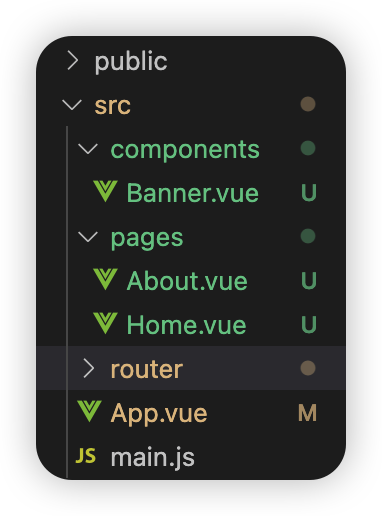 public
src
components
Banner.vue U
pages
About.vue U
Home.vue U
router
App.vue M
JS main.js